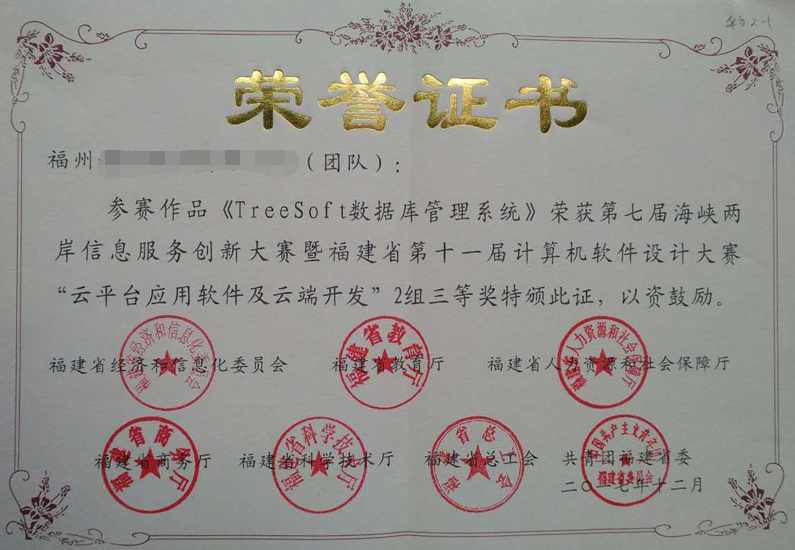 荣誉证书
福州（团队）：
参赛作品《TreeSoft数据库管理系统》荣获第七届海峡两
岸信息服务创新大赛暨福建省第十一届计算机软件设计大赛
“云平台应用软件及云端开发”2组三等奖特颁此证，以资鼓励。
福建省经济和信息化委员会 福建省教育厅 福建省人力资源和社会保障厅
福建省商务厅 福建省科学技术厅 福建省总工会 共青团福建省委
二〇一七年十二月